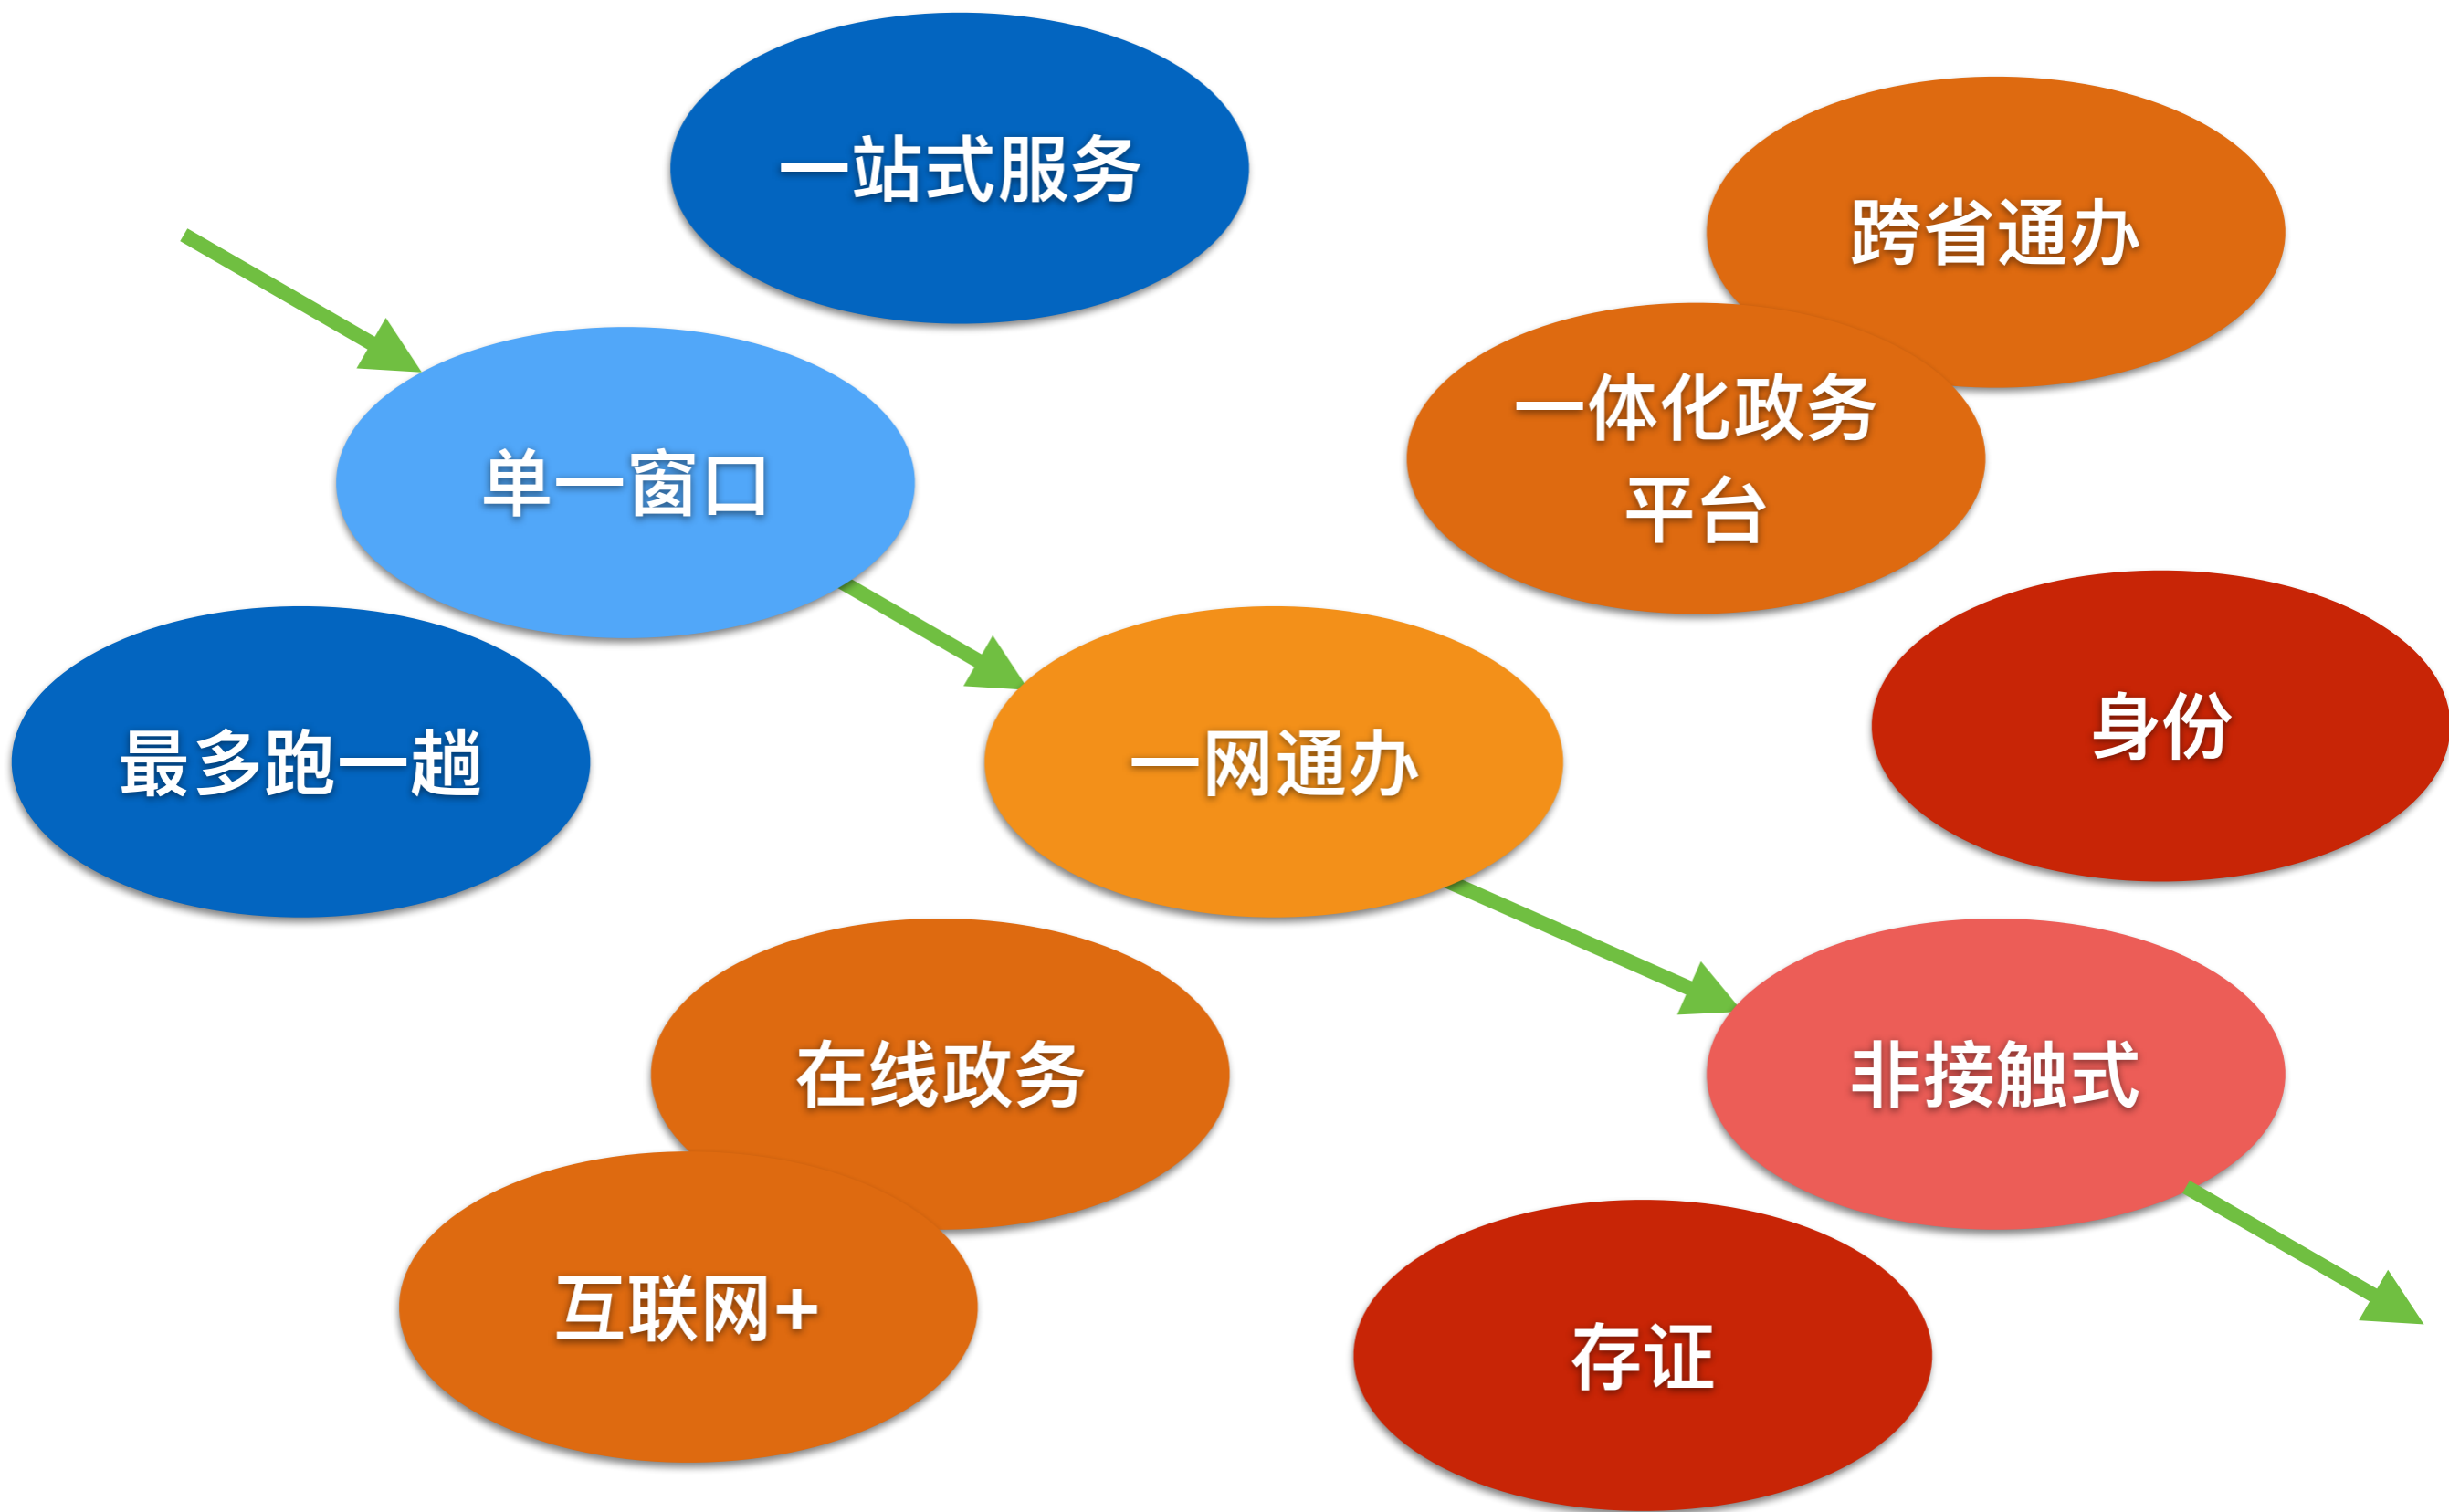 一站式服务
跨省通办
一体化政务
平台
单一窗口
身份
最多跑一趟
一网通办
在线政务
非接触式
互联网+
存证